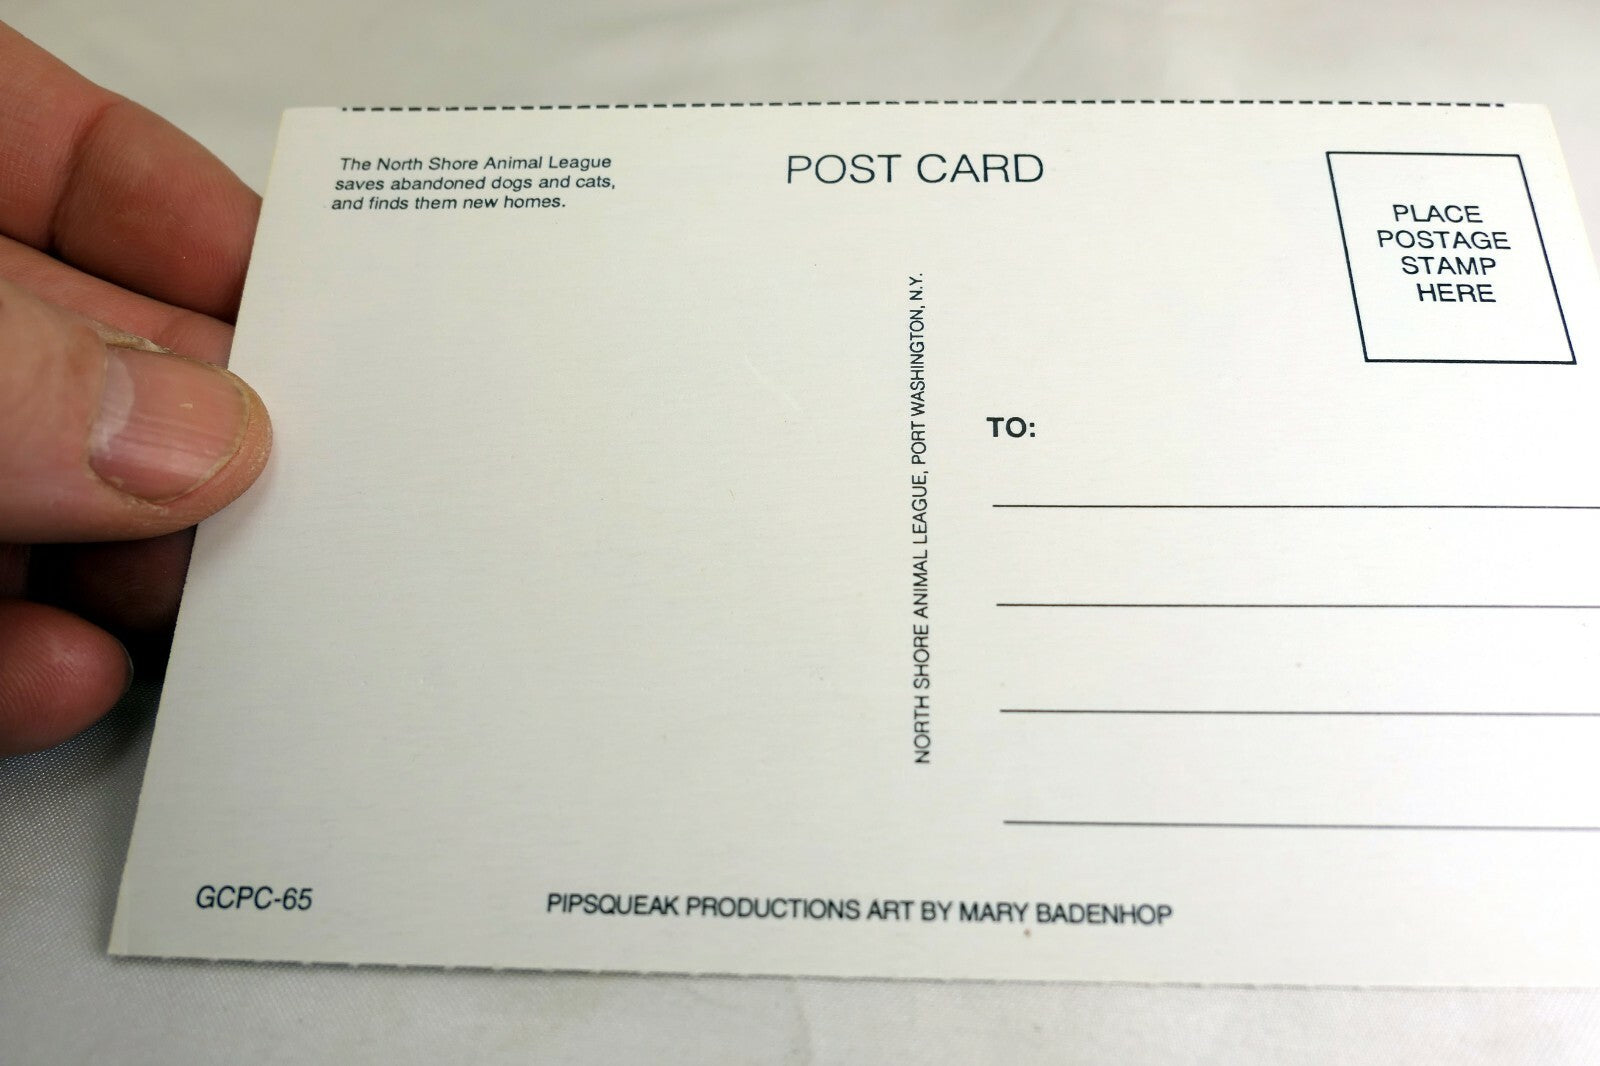 The North Shore Animal League
saves abandoned dogs and cats,
and finds them new homes.
POST CARD
PLACE
POSTAGE
STAMP
HERE
NORTH SHORE ANIMAL LEAGUE, PORT WASHINGTON, N.Y.
TO:
GCPC-65
PIPSQUEAK PRODUCTIONS ART BY MARY BADENHOP